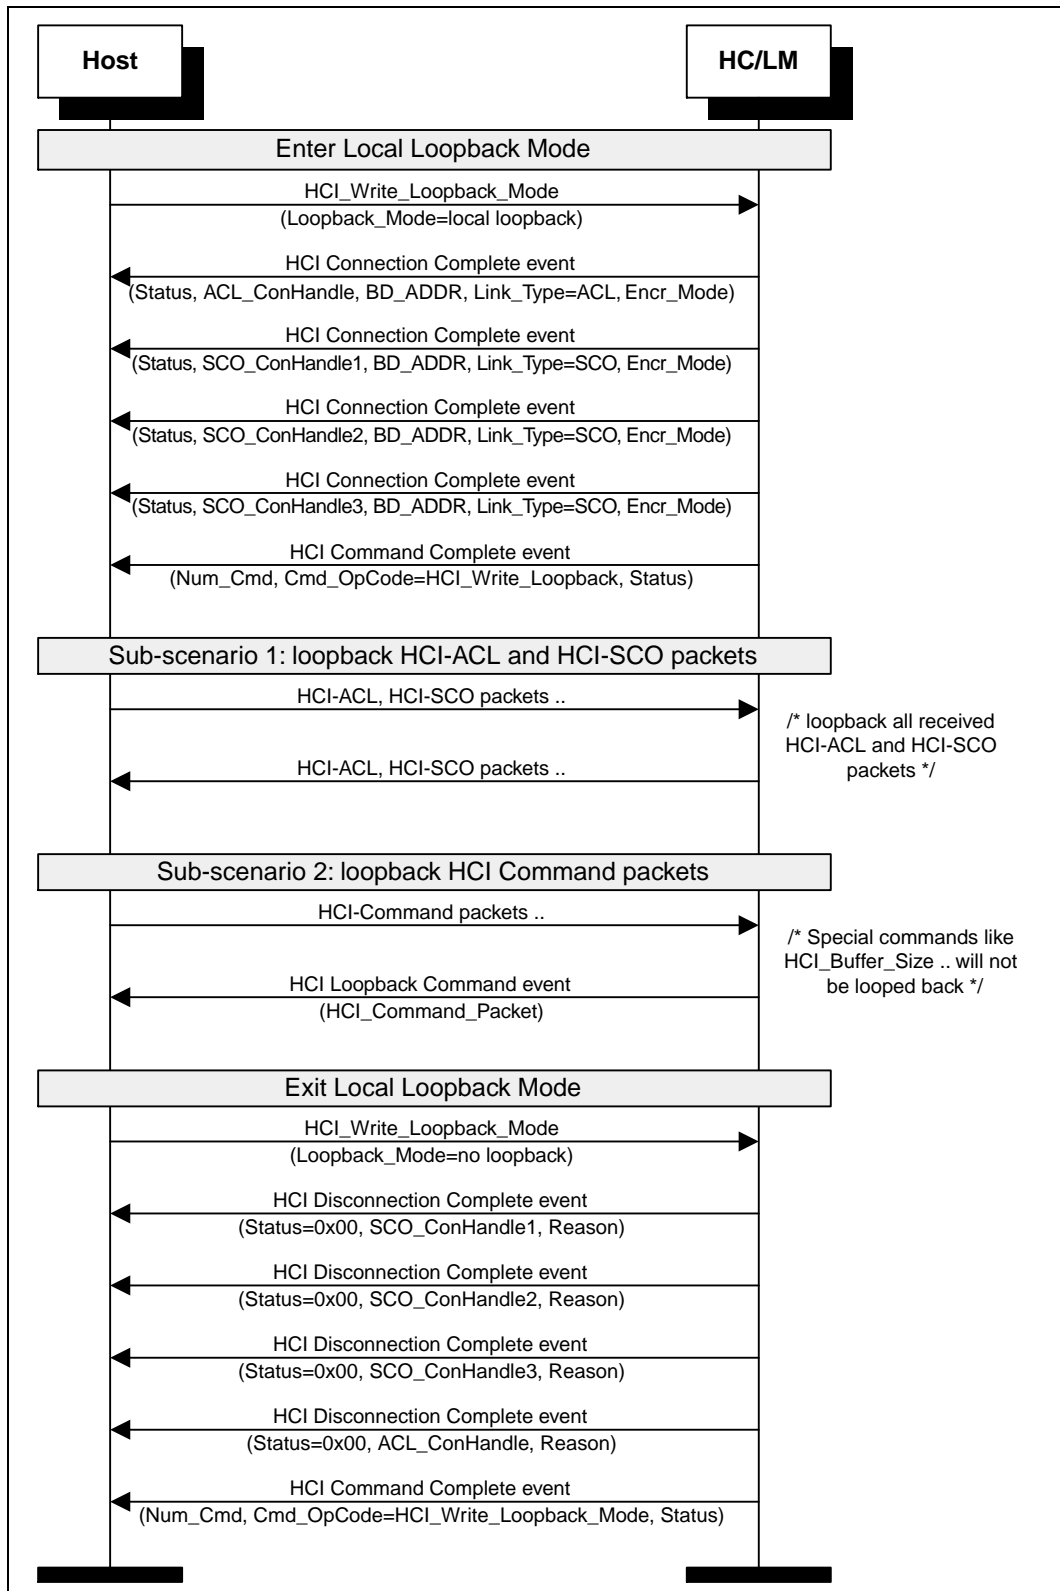 Host
HC/LM
Enter Local Loopback Mode
HCI_Write_Loopback_Mode
(Loopback_Mode=local loopback)
HCI Connection Complete event
(Status, ACL_ConHandle, BD_ADDR, Link_Type=ACL, Encr_Mode)
HCI Connection Complete event
(Status, SCO_ConHandle1, BD_ADDR, Link_Type=SCO, Encr_Mode)
HCI Connection Complete event
(Status, SCO_ConHandle2, BD_ADDR, Link_Type=SCO, Encr_Mode)
HCI Connection Complete event
(Status, SCO_ConHandle3, BD_ADDR, Link_Type=SCO, Encr_Mode)
HCI Command Complete event
(Num_Cmd, Cmd_OpCode=HCI_Write_Loopback, Status)
Sub-scenario 1: loopback HCI-ACL and HCI-SCO packets
HCI-ACL, HCI-SCO packets ..
/* loopback all received
HCI-ACL and HCI-SCO
packets */
HCI-ACL, HCI-SCO packets ..
Sub-scenario 2: loopback HCI Command packets
HCI-Command packets ..
/* Special commands like
HCI_Buffer_Size .. will not
be looped back */
HCI Loopback Command event
(HCI_Command_Packet)
Exit Local Loopback Mode
HCI_Write_Loopback_Mode
(Loopback_Mode=no loopback)
HCI Disconnection Complete event
(Status=0x00, SCO_ConHandle1, Reason)
HCI Disconnection Complete event
(Status=0x00, SCO_ConHandle2, Reason)
HCI Disconnection Complete event
(Status=0x00, SCO_ConHandle3, Reason)
HCI Disconnection Complete event
(Status=0x00, ACL_ConHandle, Reason)
HCI Command Complete event
(Num_Cmd, Cmd_OpCode=HCI_Write_Loopback_Mode, Status)